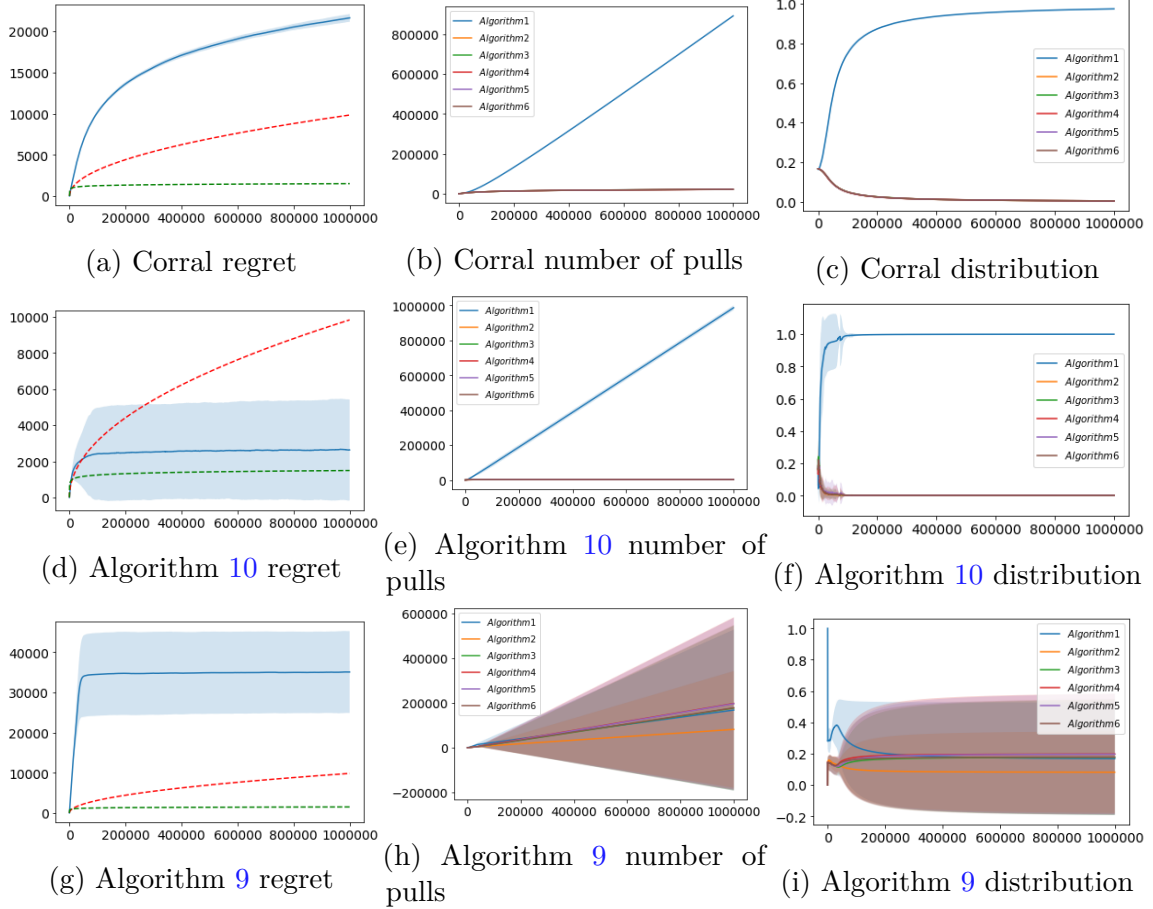 20000
15000
10000
5000
0
0 200000 400000 600000 800000 1000000
(a) Corral regret
800000
600000
400000
200000
0
Algorithm1
Algorithm2
Algorithm3
Algorithm4
Algorithm5
Algorithm6
0 200000 400000 600000 800000 1000000
(b) Corral number of pulls
1.0
0.8
0.6
0.4
0.2
0.0
Algorithm1
Algorithm2
Algorithm3
Algorithm4
Algorithm5
Algorithm6
0 200000 400000 600000 800000 1000000
(c) Corral distribution
10000
8000
6000
4000
2000
0
0 200000 400000 600000 800000 1000000
(d) Algorithm 10 regret
1000000
800000
600000
400000
200000
0
Algorithm1
Algorithm2
Algorithm3
Algorithm4
Algorithm5
Algorithm6
0 200000 400000 600000 800000 1000000
(e) Algorithm 10 number of
pulls
1.0
0.8
0.6
0.4
0.2
0.0
Algorithm1
Algorithm2
Algorithm3
Algorithm4
Algorithm5
Algorithm6
0 200000 400000 600000 800000 1000000
(f) Algorithm 10 distribution
40000
30000
20000
10000
0
0 200000 400000 600000 800000 1000000
(g) Algorithm 9 regret
600000
400000
200000
0
−200000
Algorithm1
Algorithm2
Algorithm3
Algorithm4
Algorithm5
Algorithm6
0 200000 400000 600000 800000 1000000
(h) Algorithm 9 number of
pulls
1.0
0.8
0.6
0.4
0.2
0.0
−0.2
Algorithm1
Algorithm2
Algorithm3
Algorithm4
Algorithm5
Algorithm6
0 200000 400000 600000 800000 1000000
(i) Algorithm 9 distribution